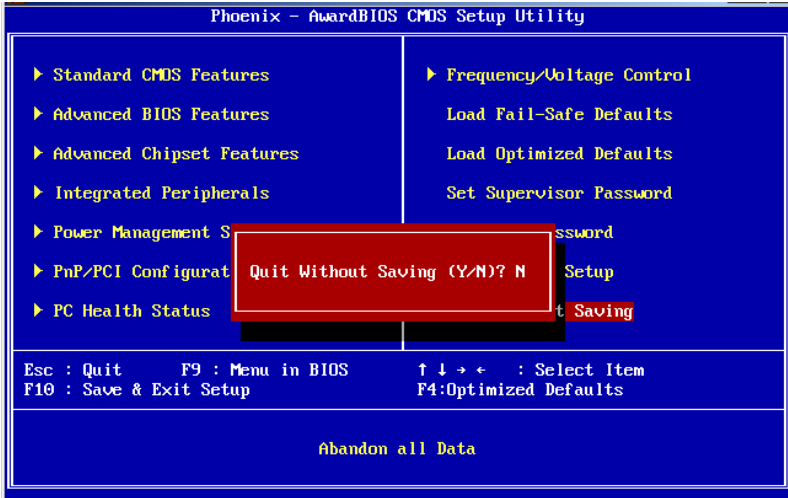 Phoenix - AwardBIOS CMOS Setup Utility
Standard CMOS Features
Advanced BIOS Features
Advanced Chipset Features
Integrated Peripherals
Power Management S
PnP/PCI Configurat
PC Health Status
Frequency/Voltage Control
Load Fail-Safe Defaults
Load Optimized Defaults
Set Supervisor Password
ssword
Setup
t Saving
Quit Without Saving (Y/N)? N
Esc : Quit F9 : Menu in BIOS ↑ ↓ → ← : Select Item
F10 : Save & Exit Setup F4:Optimized Defaults
Abandon all Data